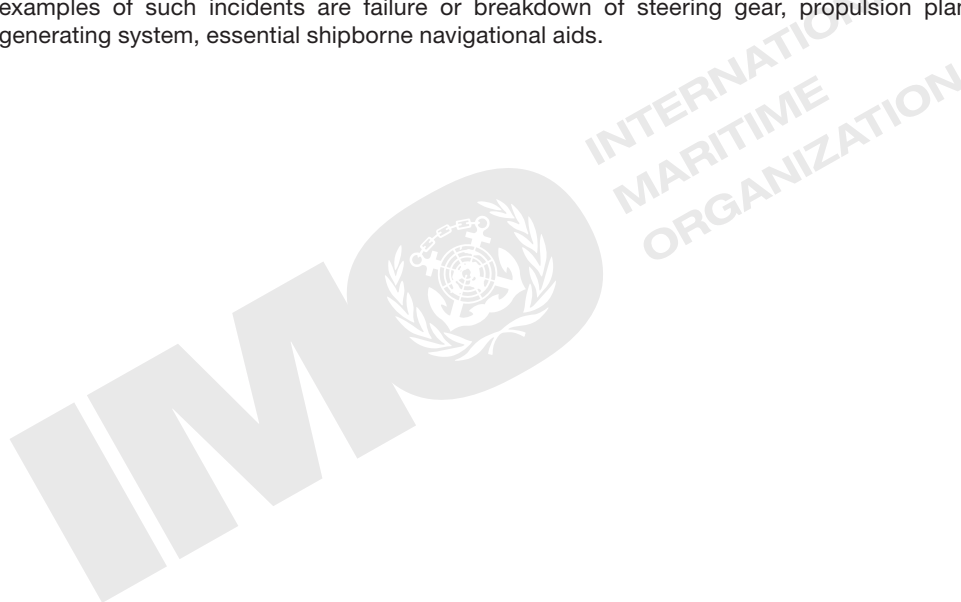 examples of such incidents are failure or breakdown of steering gear, propulsion
generating system, essential shipborne navigational aids.
INTERNATIONAL
MARITIME
ORGANIZATION
IMO